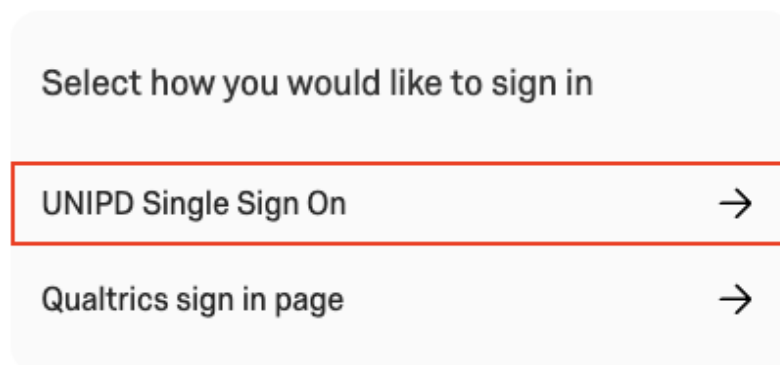 Select how you would like to sign in
UNIPD Single Sign On
Qualtrics sign in page